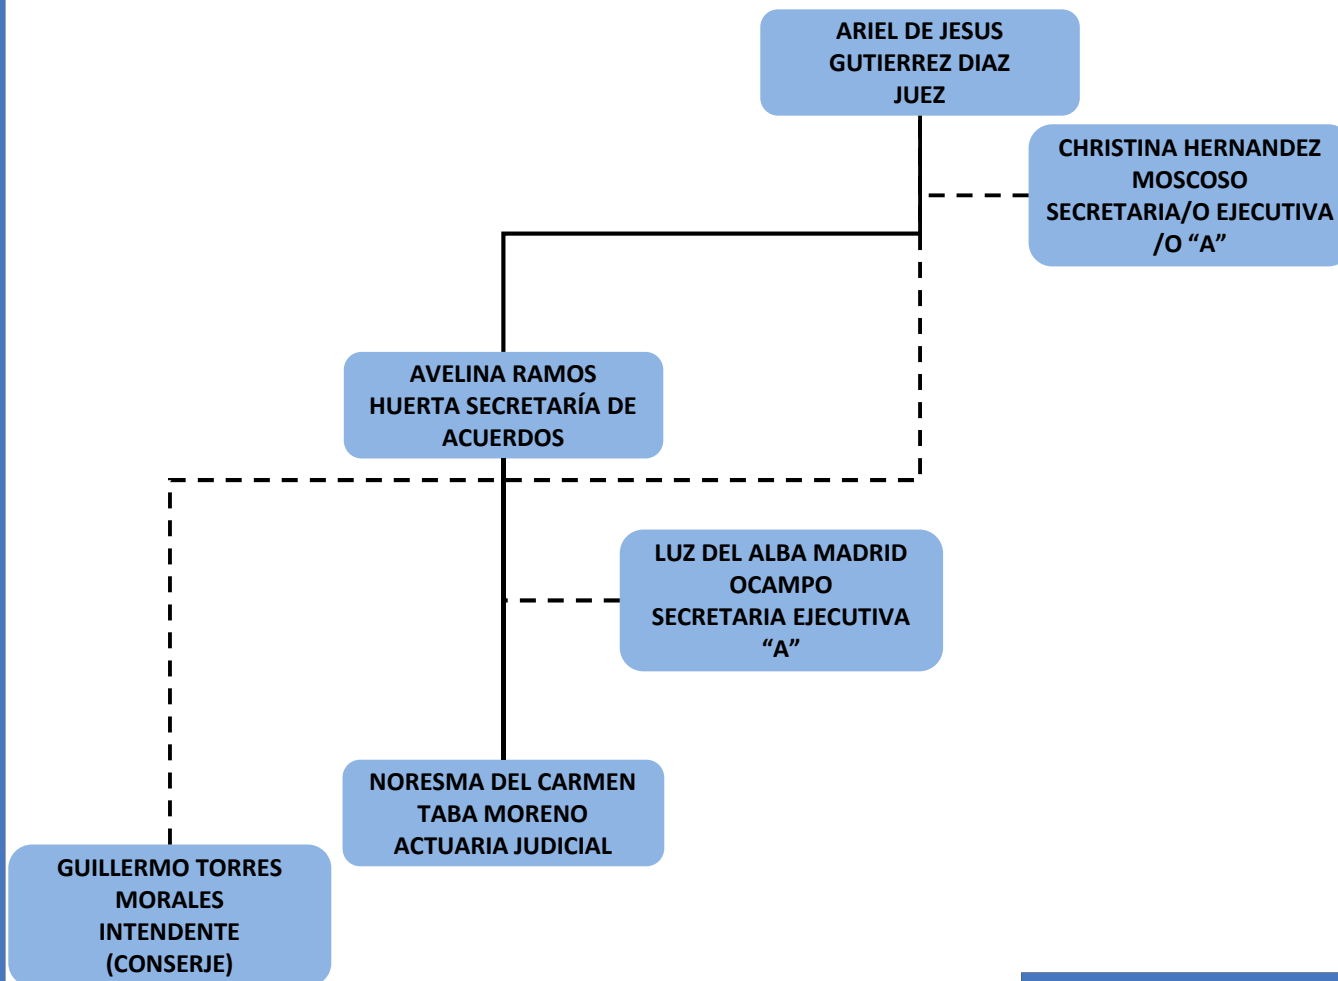 ARIEL DE JESUS
GUTIERREZ DIAZ
JUEZ
CHRISTINA HERNANDEZ
MOSCOSO
SECRETARIA/O EJECUTIVA
/O “A”
AVELINA RAMOS
HUERTA SECRETARÍA DE
ACUERDOS
LUZ DEL ALBA MADRID
OCAMPO
SECRETARIA EJECUTIVA
“A”
NORESMA DEL CARMEN
TABA MORENO
ACTUARIA JUDICIAL
GUILLERMO TORRES
MORALES
INTENDENTE
(CONSERJE)